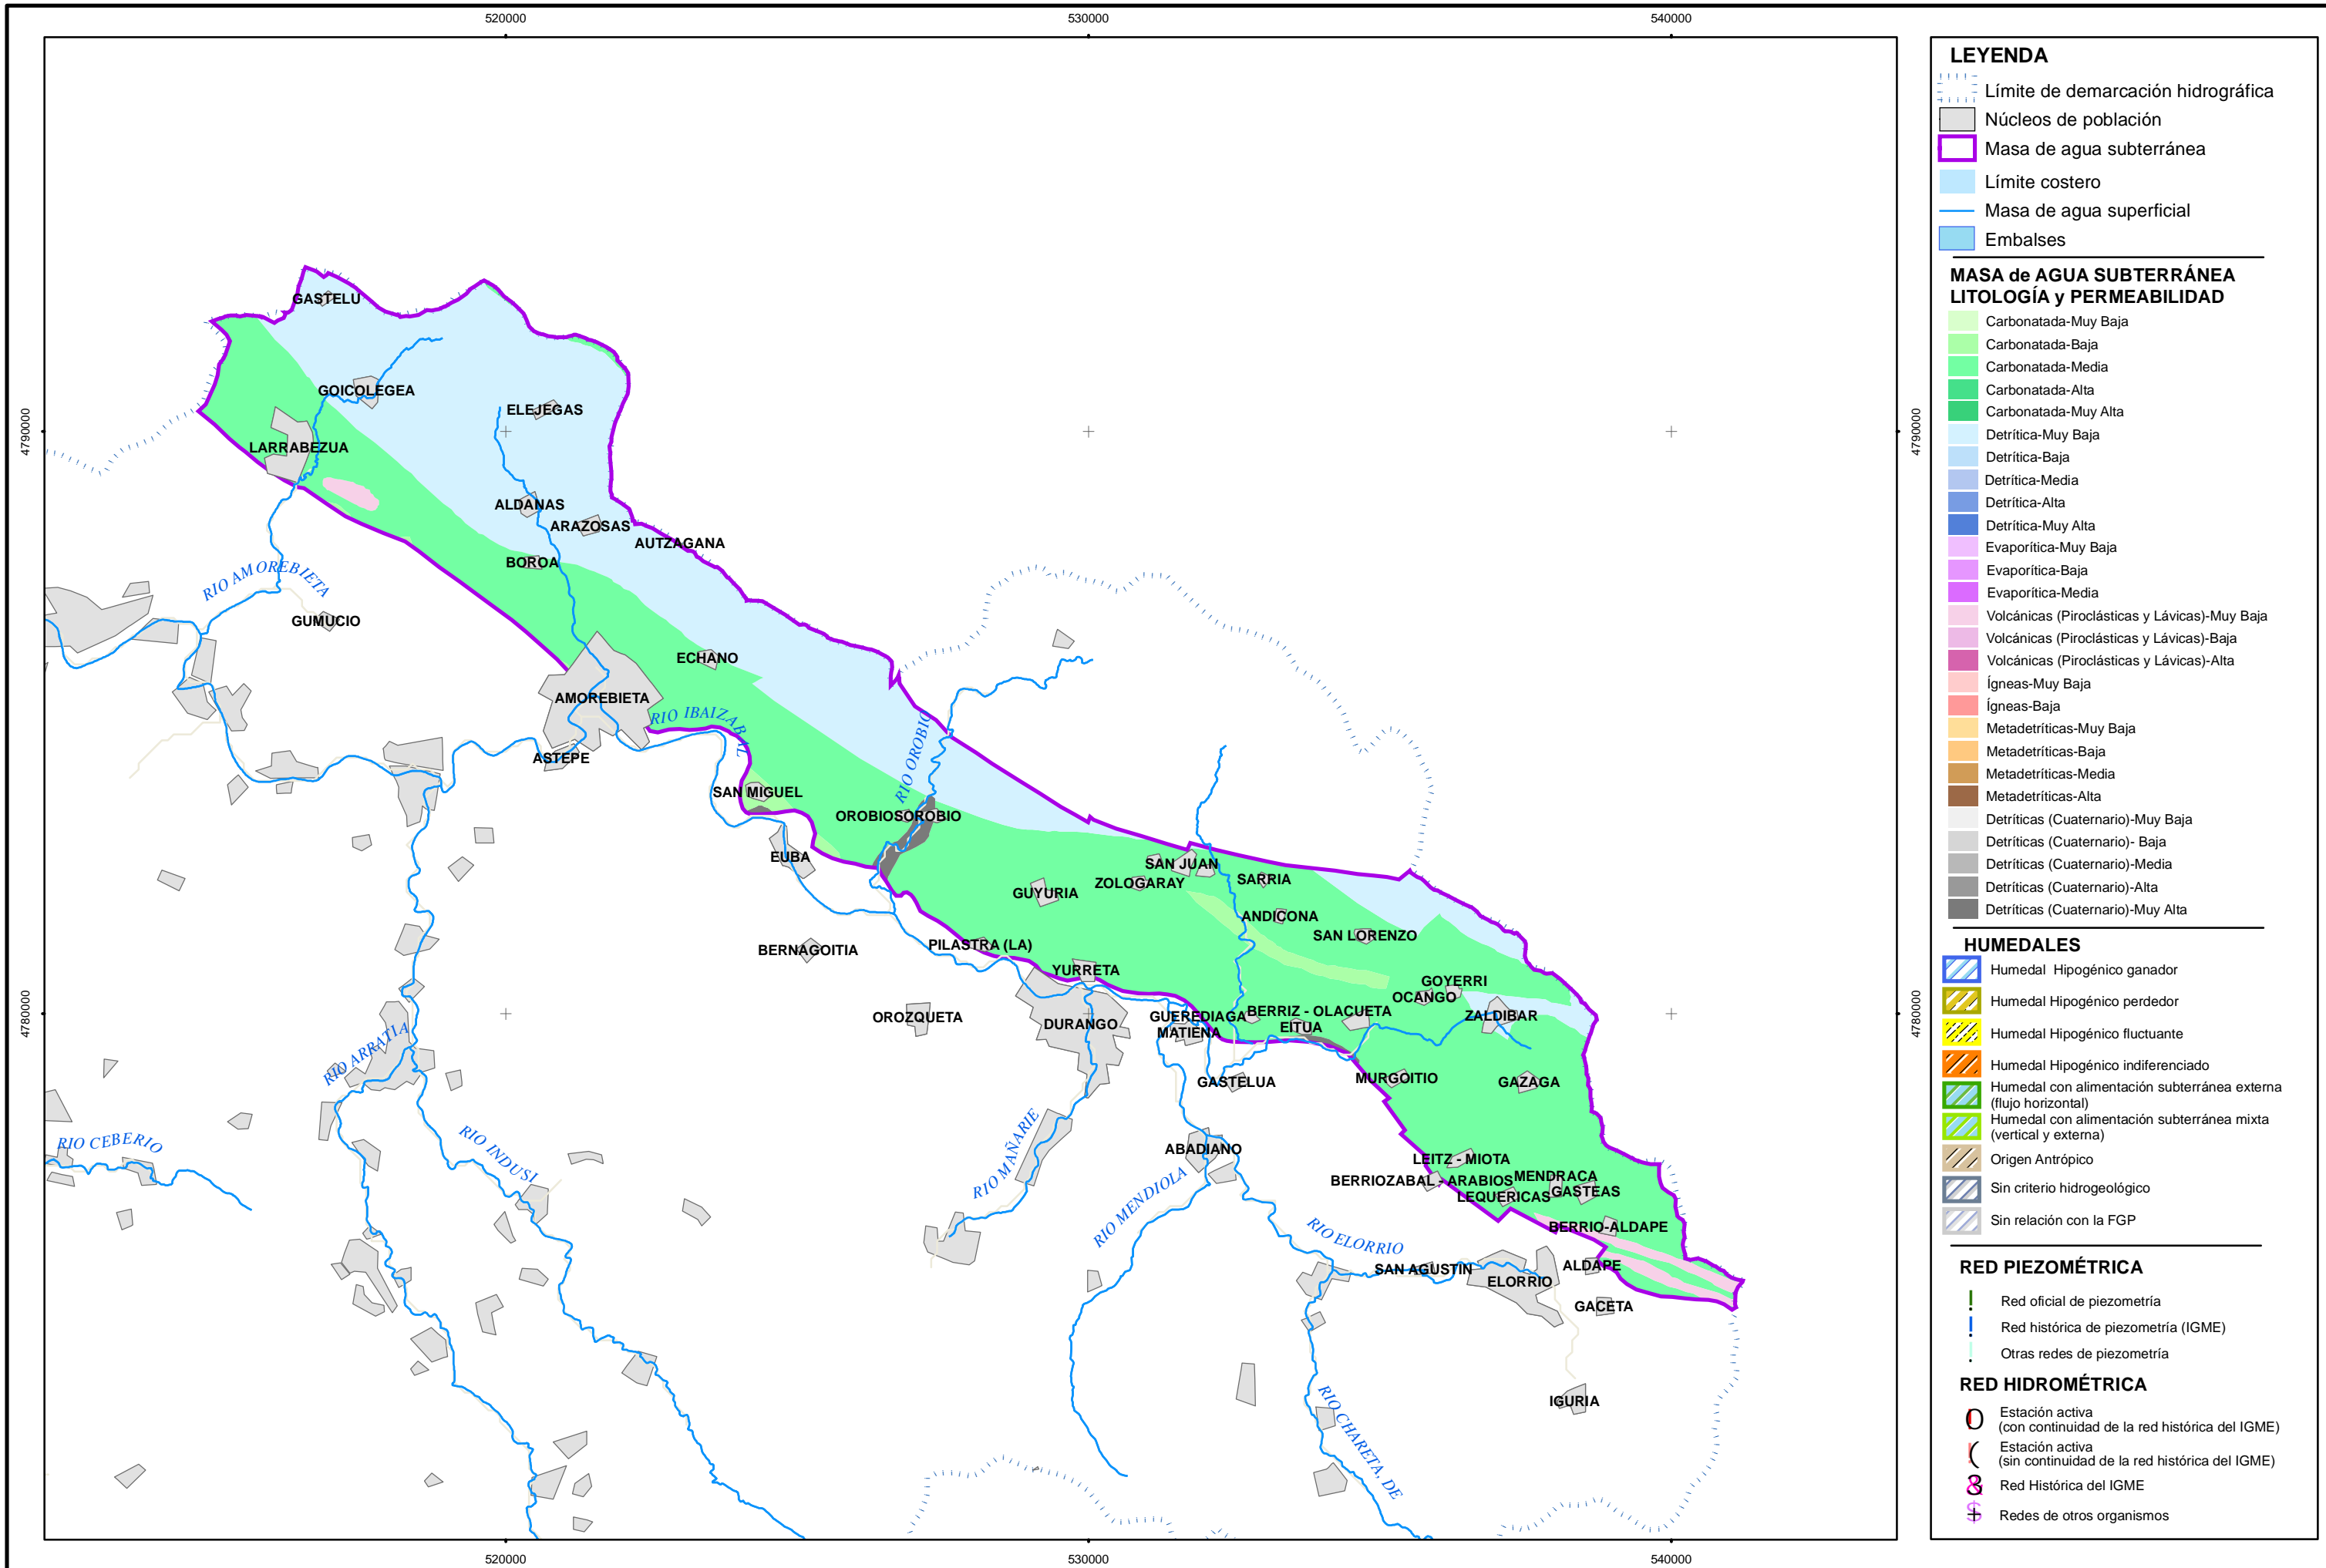 520000
530000
540000
4790000
4790000
4780000
4780000
GASTELU
GOICOLEGEA
ELEJEGAS
LARRABEZUA
ALDANAS
ARAZOSAS
AUTZAGANA
BOROA
RIO AMOREBIETA
GUMUCIO
ECHANO
AMOREBIETA
RIO IBAIZABAL
RIO OROBIO
ASTEPE
SAN MIGUEL
OROBIOSOROBIO
EUBA
SAN JUAN
ZOLOGARAY
SARRIA
GUYURIA
ANDICONA
SAN LORENZO
PILASTRA (LA)
BERNAGOITIA
YURRETA
GOYERRI
OCANGO
OROZQUETA
DURANGO
GUEREDIAGA
BERRIZ - OLACUETA
ZALDIBAR
MATIENA
EITUA
RIO ARRATIA
GASTELUA
MURGOITIO
GAZAGA
RIO CEBERIO
RIO INDUSI
RIO MAÑARIE
ABADIANO
LEITZ - MIOTA
BERRIOZABAL - ARABIOS
MENDRACA
LEQUERICAS
GASTEAS
RIO MENDIOLA
BERRIO-ALDAPE
RIO ELORRIO
SAN AGUSTIN
ALDAPE
ELORRIO
GACETA
IGURIA
RIO CHARETA, DE
520000
530000
540000
LEYENDA
Límite de demarcación hidrográfica
Núcleos de población
Masa de agua subterránea
Límite costero
Masa de agua superficial
Embalses
MASA de AGUA SUBTERRÁNEA
LITOLOGÍA y PERMEABILIDAD
Carbonatada-Muy Baja
Carbonatada-Baja
Carbonatada-Media
Carbonatada-Alta
Carbonatada-Muy Alta
Detrítica-Muy Baja
Detrítica-Baja
Detrítica-Media
Detrítica-Alta
Detrítica-Muy Alta
Evaporítica-Muy Baja
Evaporítica-Baja
Evaporítica-Media
Volcánicas (Piroclásticas y Lávicas)-Muy Baja
Volcánicas (Piroclásticas y Lávicas)-Baja
Volcánicas (Piroclásticas y Lávicas)-Alta
Ígneas-Muy Baja
Ígneas-Baja
Metadetríticas-Muy Baja
Metadetríticas-Baja
Metadetríticas-Media
Metadetríticas-Alta
Detríticas (Cuaternario)-Muy Baja
Detríticas (Cuaternario)- Baja
Detríticas (Cuaternario)-Media
Detríticas (Cuaternario)-Alta
Detríticas (Cuaternario)-Muy Alta
HUMEDALES
Humedal Hipogénico ganador
Humedal Hipogénico perdedor
Humedal Hipogénico fluctuante
Humedal Hipogénico indiferenciado
Humedal con alimentación subterránea externa
(flujo horizontal)
Humedal con alimentación subterránea mixta
(vertical y externa)
Origen Antrópico
Sin criterio hidrogeológico
Sin relación con la FGP
RED PIEZOMÉTRICA
Red oficial de piezometría
Red histórica de piezometría (IGME)
Otras redes de piezometría
RED HIDROMÉTRICA
Estación activa
(con continuidad de la red histórica del IGME)
Estación activa
(sin continuidad de la red histórica del IGME)
Red Histórica del IGME
Redes de otros organismos